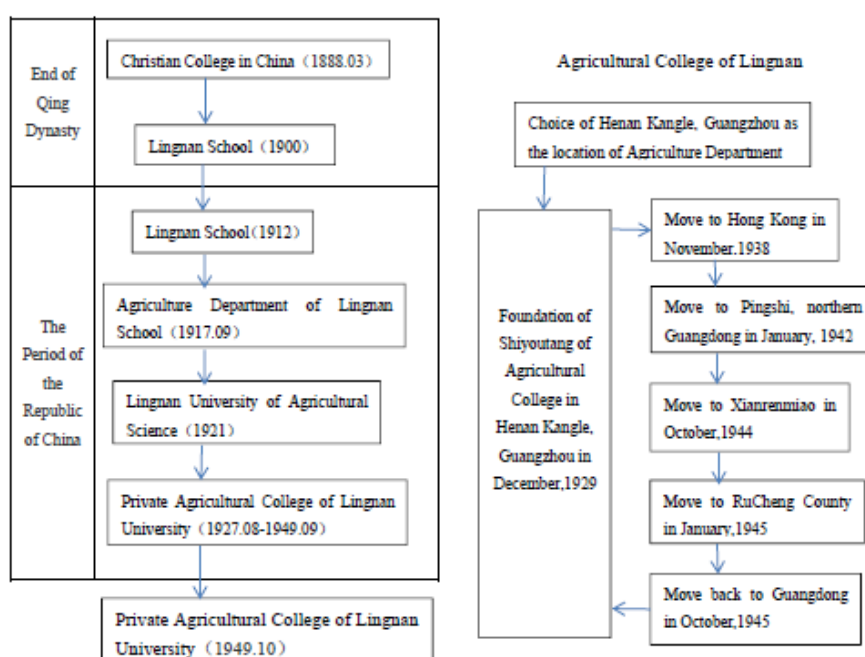 End of
Qing
Dynasty
Christian College in China（1888.03）
Lingnan School（1900）
The
Period of
the
Republic
of China
Lingnan School(1912)
Agriculture Department of Lingnan
School（1917.09）
Lingnan University of Agricultural
Science（1921）
Private Agricultural College of Lingnan
University（1927.08-1949.09）
Private Agricultural College of Lingnan
University（1949.10）
Agricultural College of Lingnan
Choice of Henan Kangle, Guangzhou as
the location of Agriculture Department
Foundation of
Shiyoutang of
Agricultural
College in
Henan Kangle,
Guangzhou in
December,1929
Move to Hong Kong in
November.1938
Move to Pingshi, northern
Guangdong in January, 1942
Move to Xianrenmiao in
October,1944
Move to RuCheng County
in January,1945
Move back to Guangdong
in October,1945